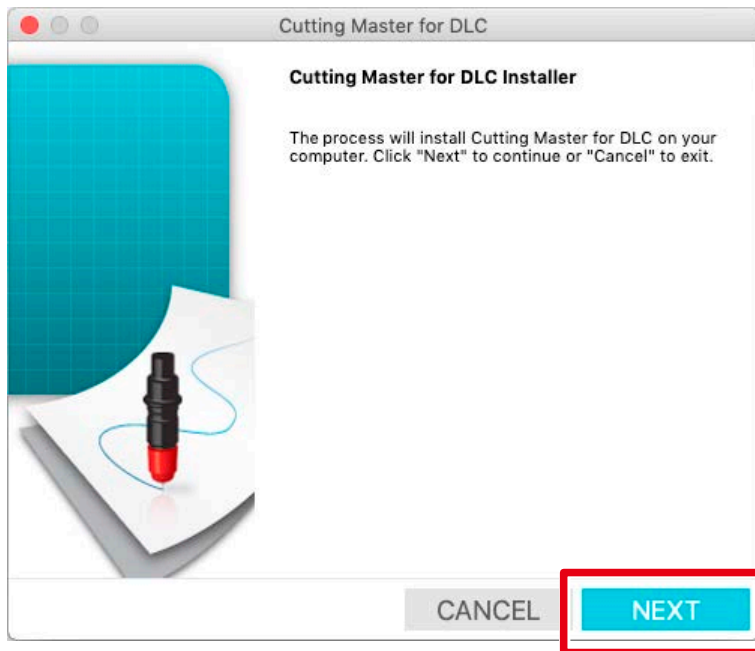 Cutting Master for DLC
Cutting Master for DLC Installer
The process will install Cutting Master for DLC on your
computer. Click "Next" to continue or "Cancel" to exit.
CANCEL
NEXT